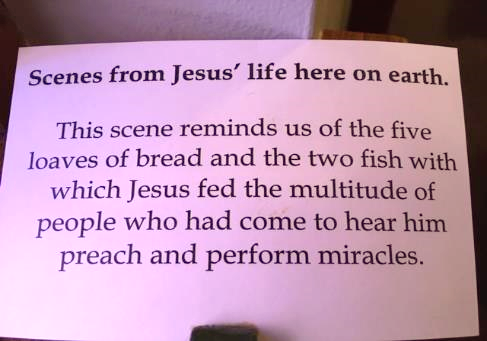 Scenes from Jesus' life here on earth.
This scene reminds us of the five
loaves of bread and the two fish with
which Jesus fed the multitude of
people who had come to hear him
preach and perform miracles.